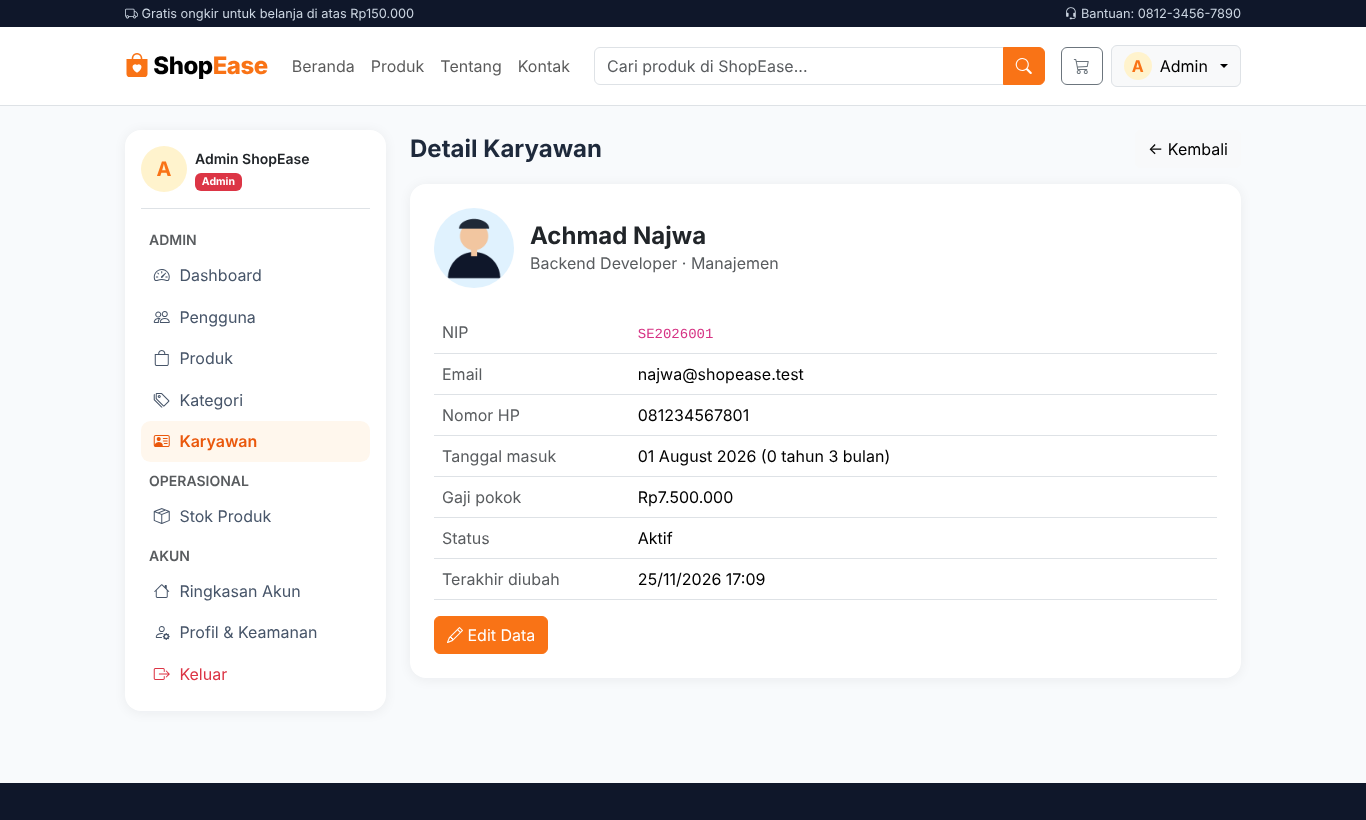 Gratis ongkir untuk belanja di atas Rp150.000
Bantuan: 0812-3456-7890
ShopEase
Beranda
Produk
Tentang
Kontak
Cari produk di ShopEase...
A
Admin
A
Admin ShopEase
Admin
ADMIN
Dashboard
Pengguna
Produk
Kategori
Karyawan
OPERASIONAL
Stok Produk
AKUN
Ringkasan Akun
Profil & Keamanan
Keluar
Detail Karyawan
← Kembali
Achmad Najwa
Backend Developer · Manajemen
NIP SE2026001
Email najwa@shopease.test
Nomor HP 081234567801
Tanggal masuk 01 August 2026 (0 tahun 3 bulan)
Gaji pokok Rp7.500.000
Status Aktif
Terakhir diubah 25/11/2026 17:09
Edit Data